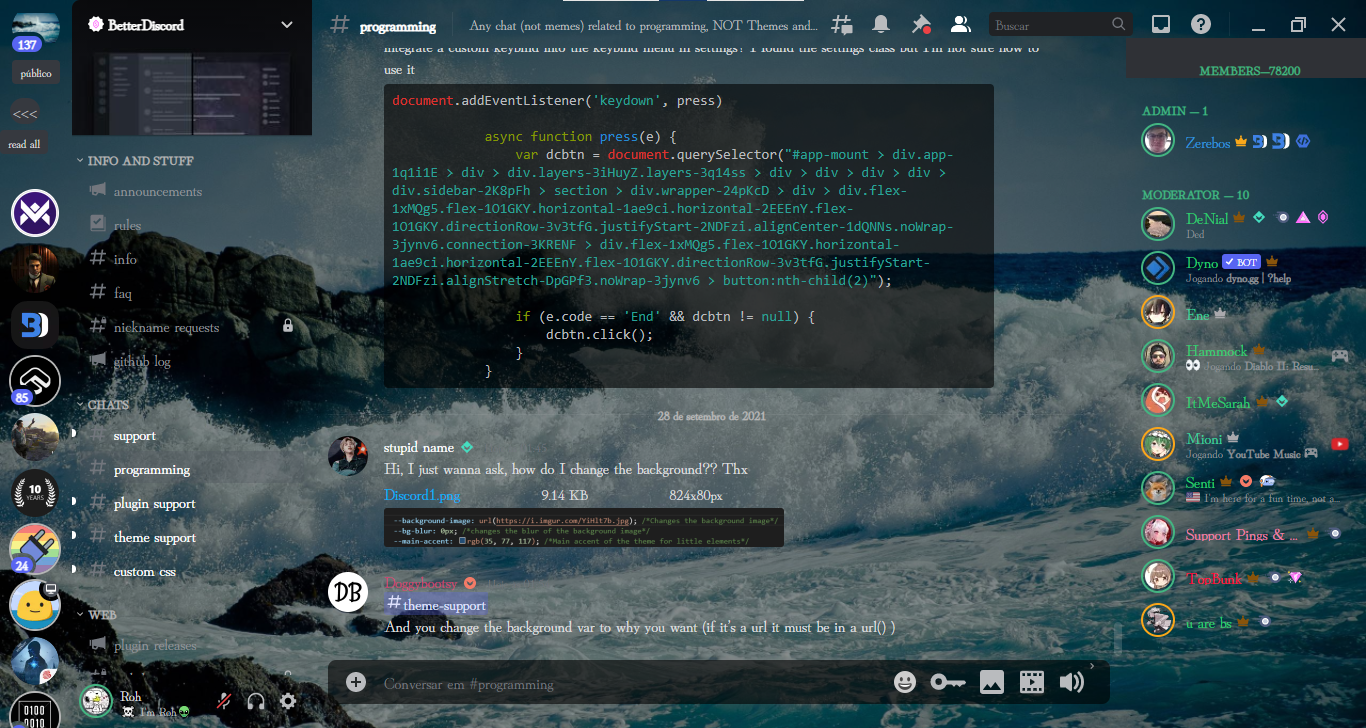 137
público
<<<
read all
85
10
YEARS
24
0100
0010
BetterDiscord
INFO AND STUFF
announcements
rules
info
faq
nickname requests
github log
CHATS
support
programming
plugin support
theme support
custom css
WEB
plugin releases
Roh
I'm Roh
programming
Any chat (not memes) related to programming, NOT Themes and...
Buscar
integrate a custom keybind into the keybind menu in settings? I found the settings class but I'm not sure how to
use it
document.addEventListener('keydown', press)
async function press(e) {
var dcbtn = document.querySelector("#app-mount > div.app-
1q1i1E > div > div.layers-3iHuyZ.layers-3q14ss > div > div > div > div >
div.sidebar-2K8pFh > section > div.wrapper-24pKcD > div > div.flex-
1xMQg5.flex-1O1GKY.horizontal-1ae9ci.horizontal-2EEEnY.flex-
1O1GKY.directionRow-3v3tfG.justifyStart-2NDFzi.alignCenter-1dQNNs.noWrap-
3jynv6.connection-3KRENF > div.flex-1xMQg5.flex-1O1GKY.horizontal-
1ae9ci.horizontal-2EEEnY.flex-1O1GKY.directionRow-3v3tfG.justifyStart-
2NDFzi.alignStretch-DpGPf3.noWrap-3jynv6 > button:nth-child(2)");
if (e.code == 'End' && dcbtn != null) {
dcbtn.click();
}
}
28 de setembro de 2021
stupid name
Hi, I just wanna ask, how do I change the background?? Thx
Discord1.png 9.14 KB 824x80px
--background-image: url(https://i.imgur.com/YiHlt7b.jpg); /*Changes the background image*/
--bg-blur: 0px; /*changes the blur of the background image*/
--main-accent: rgb(35, 77, 117); /*Main accent of the theme for little elements*/
DB
Doggybootsy
#theme-support
And you change the background var to why you want (if it's a url it must be in a url() )
Conversar em #programming
MEMBERS—78200
ADMIN — 1
Zerebos
MODERATOR — 10
DeNial
Ded
Dyno BOT
Jogando dyno.gg | ?help
Ene
Hammock
Jogando Diablo II: Resu...
ItMeSarah
Mioni
Jogando YouTube Music
Senti
I'm here for a fun time, not a...
Support Pings & ...
TopBunk
u are bs